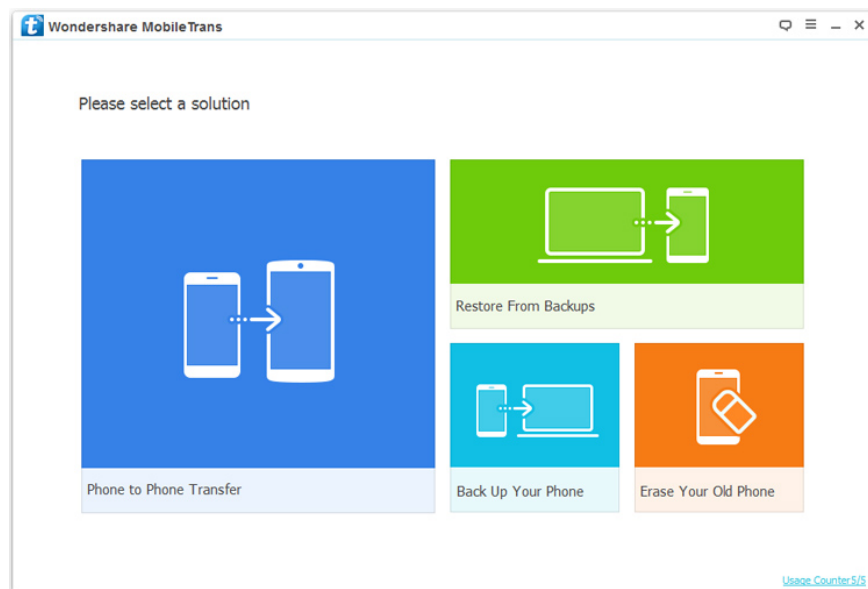 Wondershare MobileTrans
Please select a solution
Restore From Backups
Phone to Phone Transfer
Back Up Your Phone
Erase Your Old Phone
Usage Counter5/5